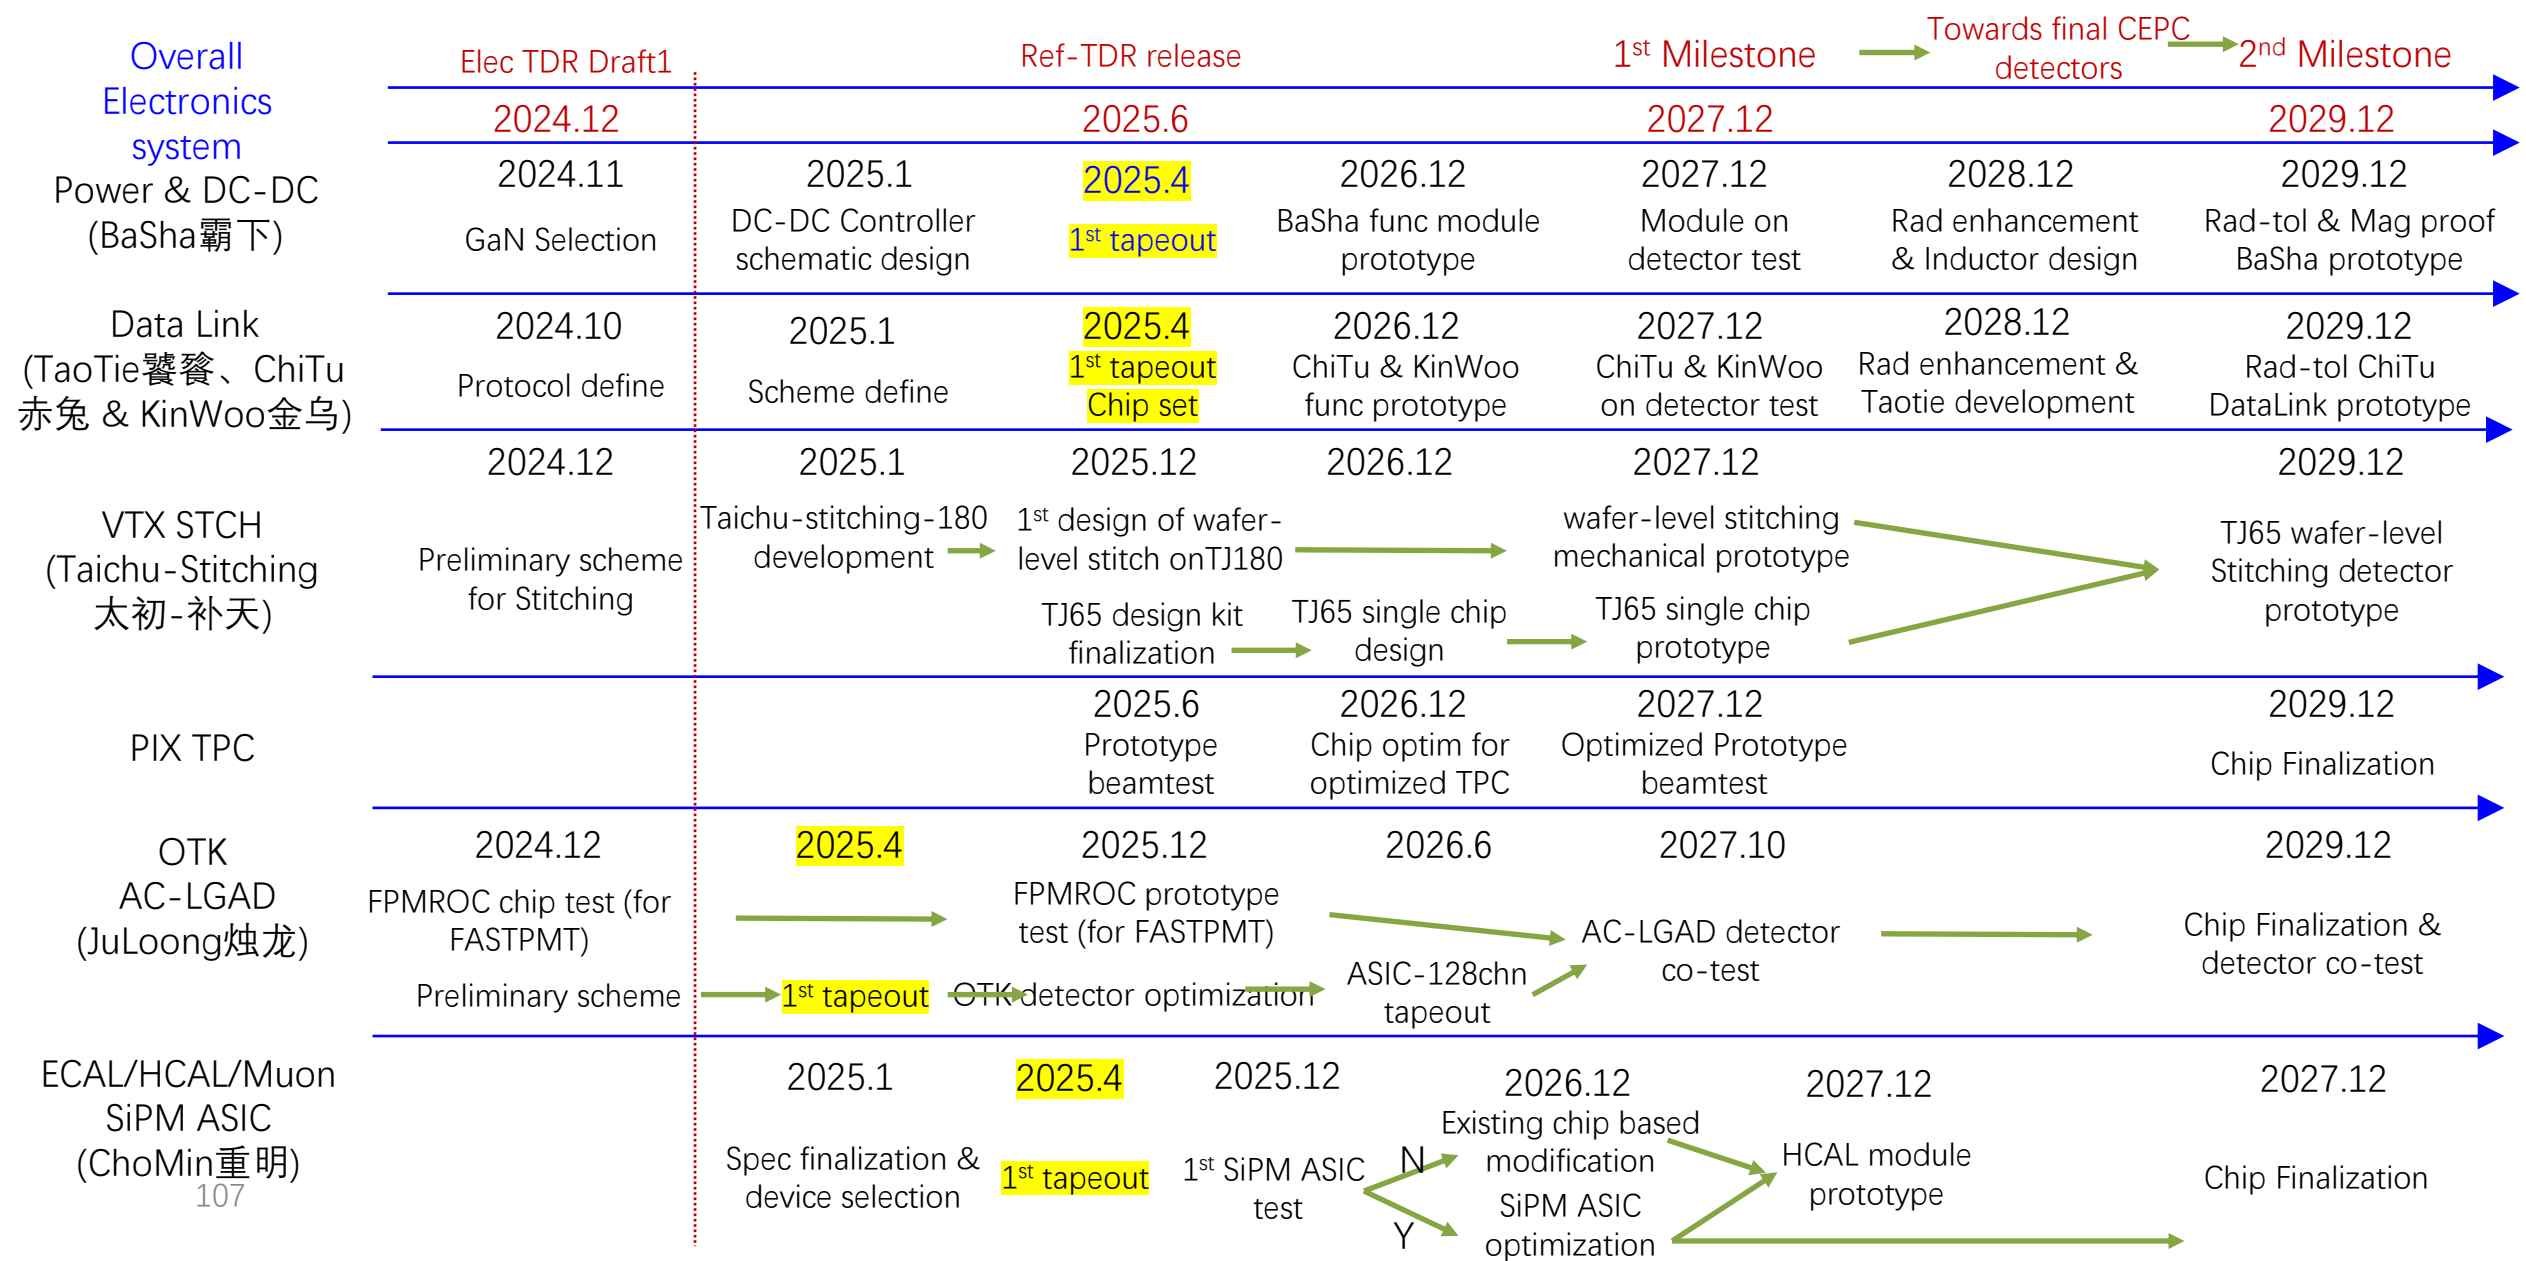 Overall
Electronics
system
Elec TDR Draft1
Ref-TDR release
1st Milestone
Towards final CEPC
detectors
2nd Milestone
2024.12
2025.6
2027.12
2029.12
Power & DC-DC
(BaSha霸下)
2024.11
GaN Selection
2025.1
DC-DC Controller
schematic design
2025.4
1st tapeout
2026.12
BaSha func module
prototype
2027.12
Module on
detector test
2028.12
Rad enhancement
& Inductor design
2029.12
Rad-tol & Mag proof
BaSha prototype
Data Link
(TaoTie饕餮、ChiTu
赤兔 & KinWoo金乌)
2024.10
Protocol define
2025.1
Scheme define
2025.4
1st tapeout
Chip set
2026.12
ChiTu & KinWoo
func prototype
2027.12
ChiTu & KinWoo
on detector test
2028.12
Rad enhancement &
Taotie development
2029.12
Rad-tol ChiTu
DataLink prototype
VTX STCH
(Taichu-Stitching
太初-补天)
2024.12
Preliminary scheme
for Stitching
2025.1
Taichu-stitching-180
development
2025.12
1st design of wafer-
level stitch onTJ180
TJ65 design kit
finalization
2026.12
TJ65 single chip
design
2027.12
wafer-level stitching
mechanical prototype
TJ65 single chip
prototype
2029.12
TJ65 wafer-level
Stitching detector
prototype
PIX TPC
2025.6
Prototype
beamtest
2026.12
Chip optim for
optimized TPC
2027.12
Optimized Prototype
beamtest
2029.12
Chip Finalization
OTK
AC-LGAD
(JuLoong烛龙)
2024.12
FPMROC chip test (for
FASTPMT)
Preliminary scheme
2025.4
1st tapeout
2025.12
FPMROC prototype
test (for FASTPMT)
OTK detector optimization
2026.6
ASIC-128chn
tapeout
2027.10
AC-LGAD detector
co-test
2029.12
Chip Finalization &
detector co-test
ECAL/HCAL/Muon
SiPM ASIC
(ChoMin重明)
107
2025.1
Spec finalization &
device selection
2025.4
1st tapeout
2025.12
1st SiPM ASIC
test
N
Y
2026.12
Existing chip based
modification
SiPM ASIC
optimization
2027.12
HCAL module
prototype
2027.12
Chip Finalization